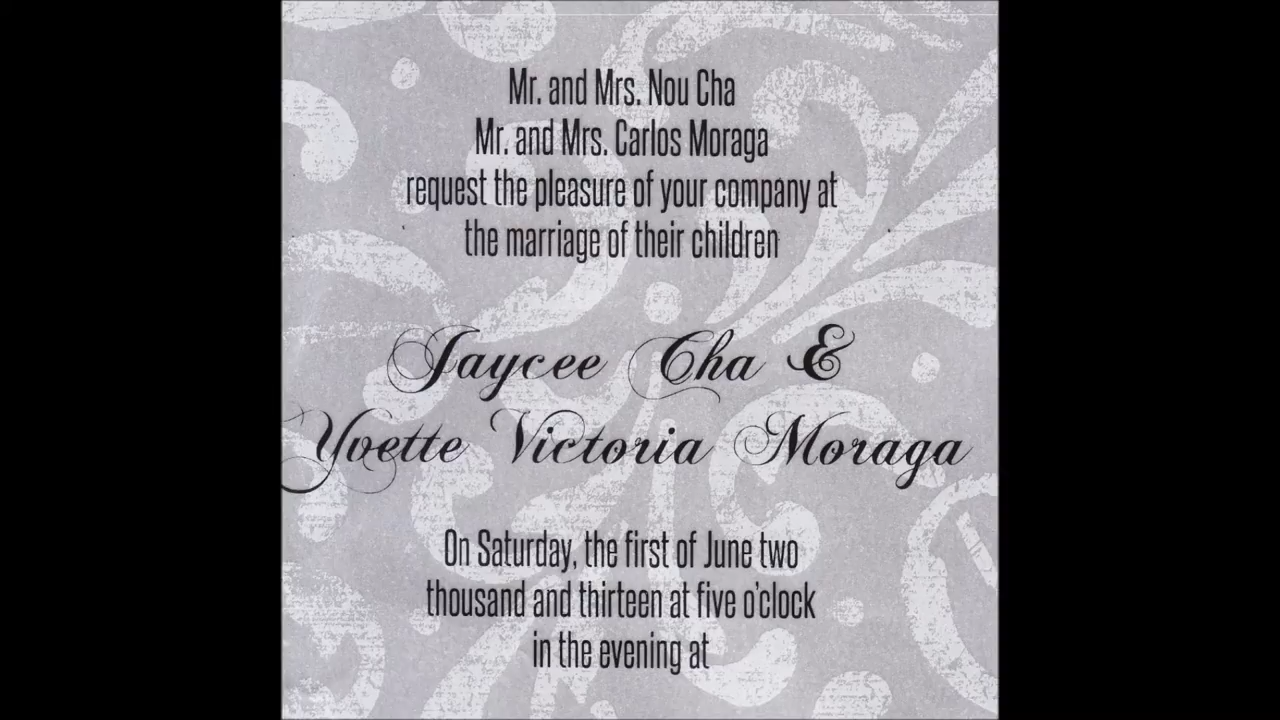 Mr. and Mrs. Nou Cha
Mr. and Mrs. Carlos Moraga
request the pleasure of your company at
the marriage of their children
Jaycee Cha &
Yvette Victoria Moraga
On Saturday, the first of June two
thousand and thirteen at five o'clock
in the evening at